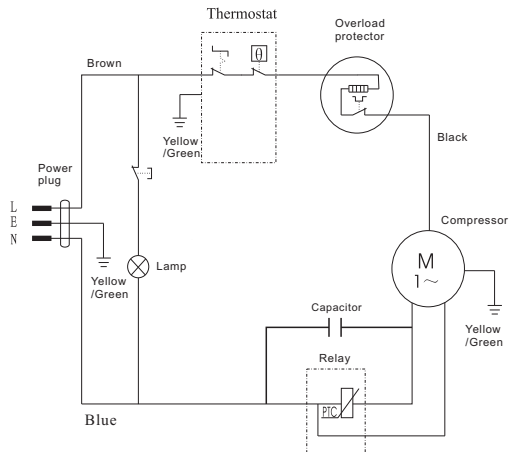 Thermostat
Overload
protector
θ
Brown
Yellow
/Green
Black
Power
plug
L
E
N
Compressor
M
1~
Lamp
Yellow
/Green
Capacitor
Yellow
/Green
Relay
PTC
Blue